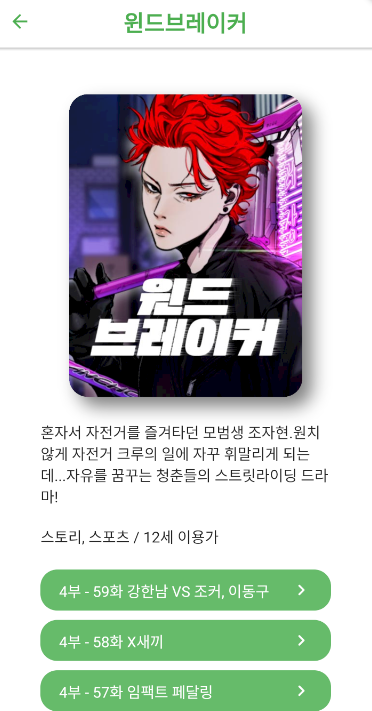 윈드브레이커
윈드
브레이커
혼자서 자전거를 즐겨타던 모범생 조자현.원치
않게 자전거 크루의 일에 자꾸 휘말리게 되는
데...자유를 꿈꾸는 청춘들의 스트릿라이딩 드라
마!
스토리, 스포츠 / 12세 이용가
4부 - 59화 강한남 VS 조커, 이동구
4부 - 58화 X새끼
4부 - 57화 임팩트 페달링